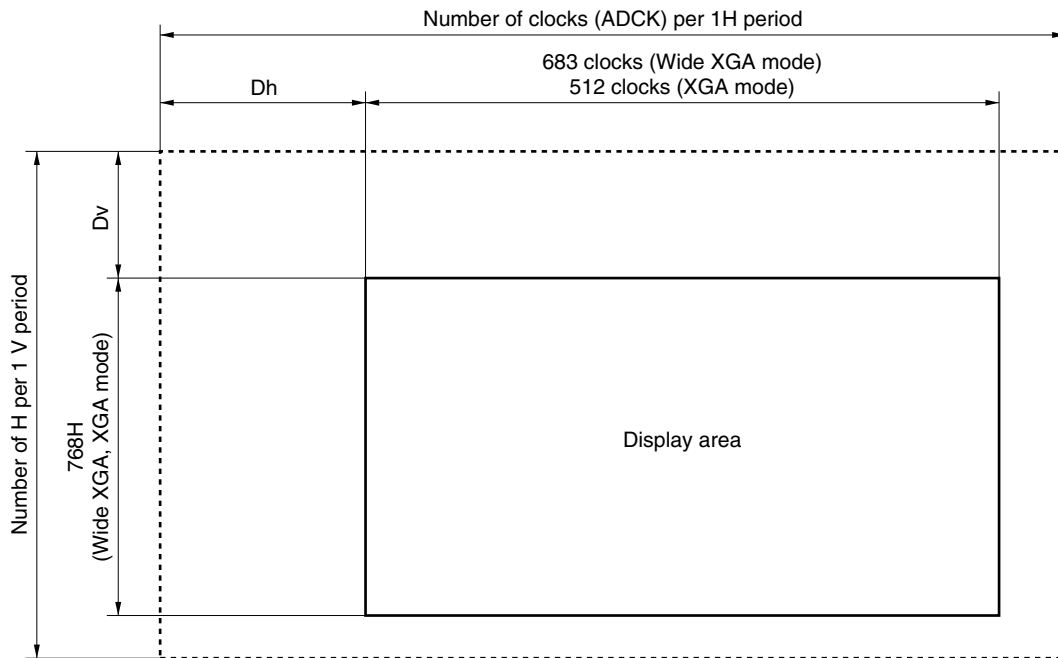 Number of clocks (ADCK) per 1H period
683 clocks (Wide XGA mode)
Dh
512 clocks (XGA mode)
Dv
Number of H per 1 V period
768H
(Wide XGA, XGA mode)
Display area